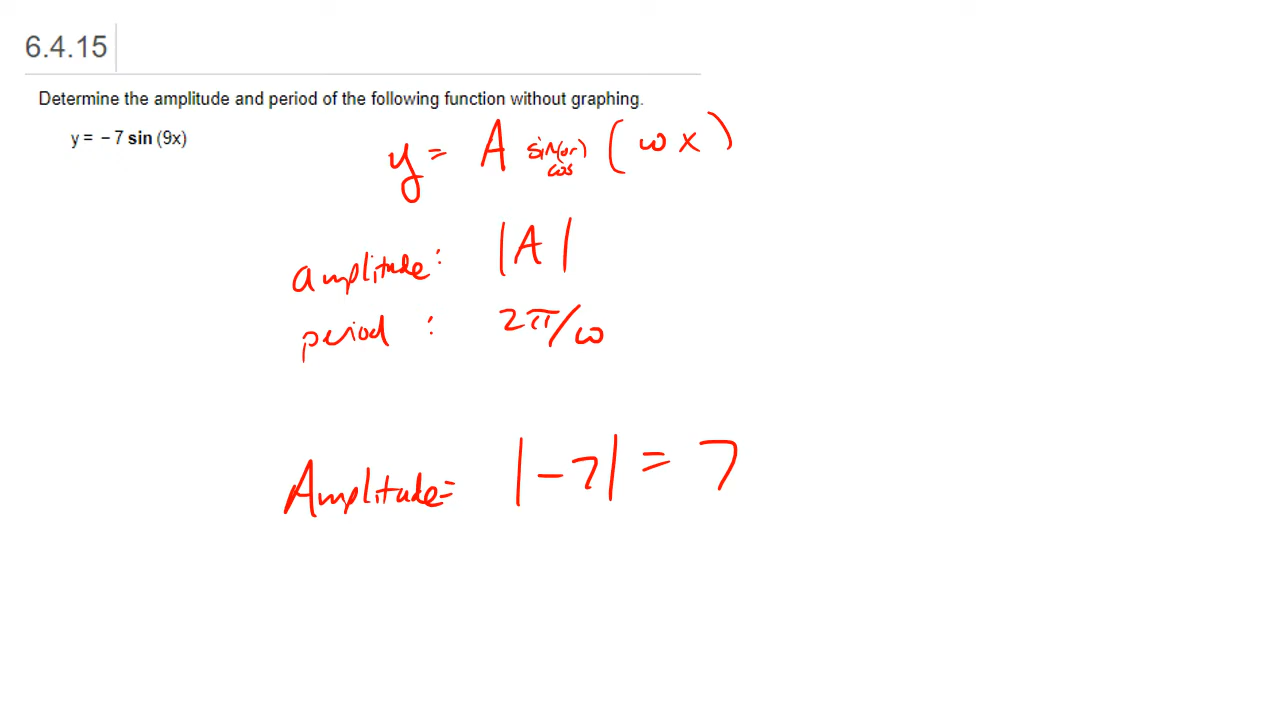 6.4.15
Determine the amplitude and period of the following function without graphing.
y = − 7 sin (9x)
y = A sin(or) cos (ωx)
amplitude: |A|
period: 2π/ω
Amplitude= |−7| = 7